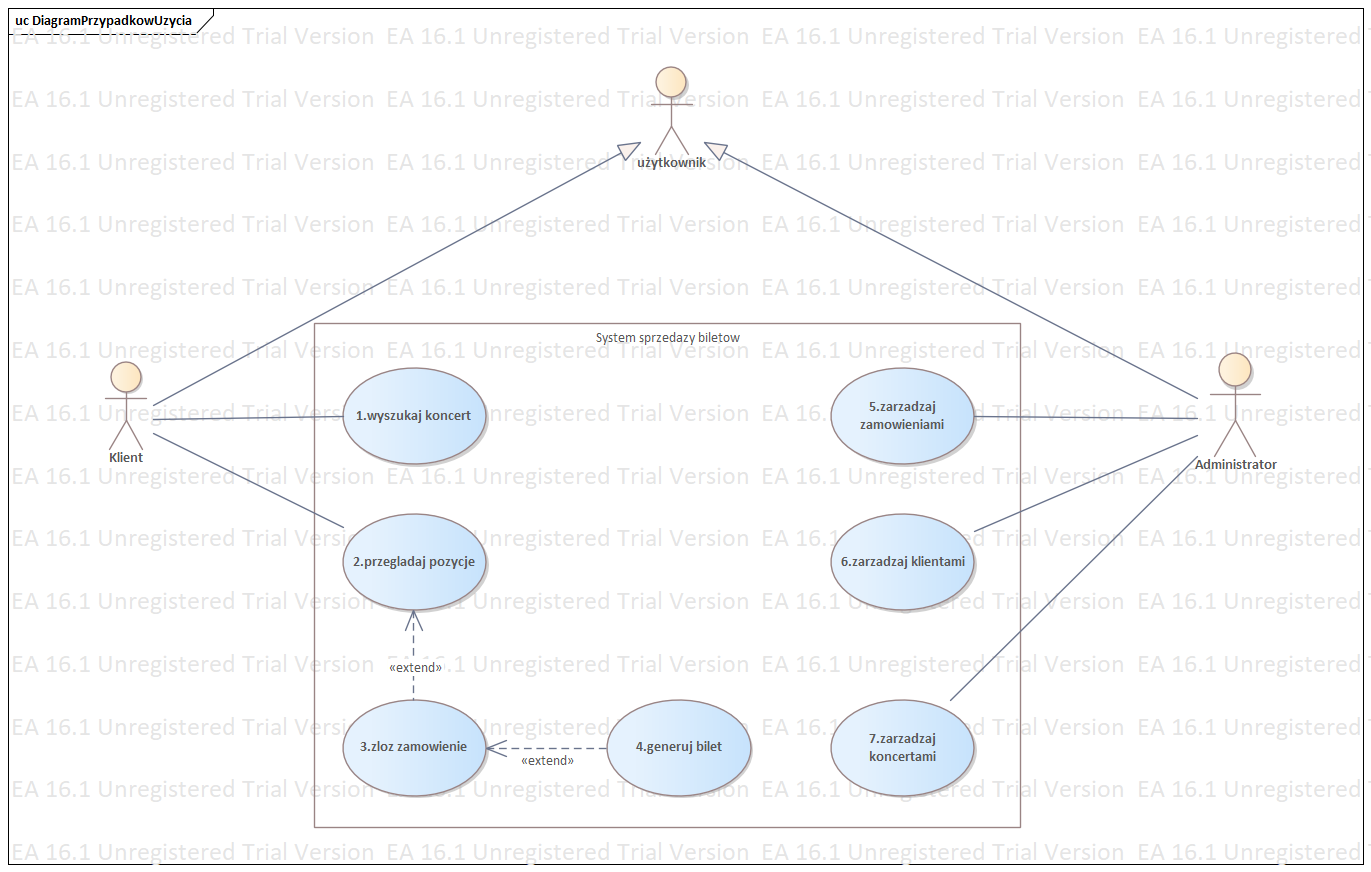 uc DiagramPrzypadkowUzycia
EA 16.1 Unregistered Trial Version EA 16.1 Unregistered Trial Version EA 16.1 Unregistered Trial Version EA 16.1 Unregistered
użytkownik
System sprzedazy biletow
Klient
1.wyszukaj koncert
5.zarzadzaj
zamowieniami
Administrator
2.przegladaj pozycje
6.zarzadzaj klientami
«extend»
3.zloz zamowienie
4.generuj bilet
«extend»
7.zarzadzaj
koncertami